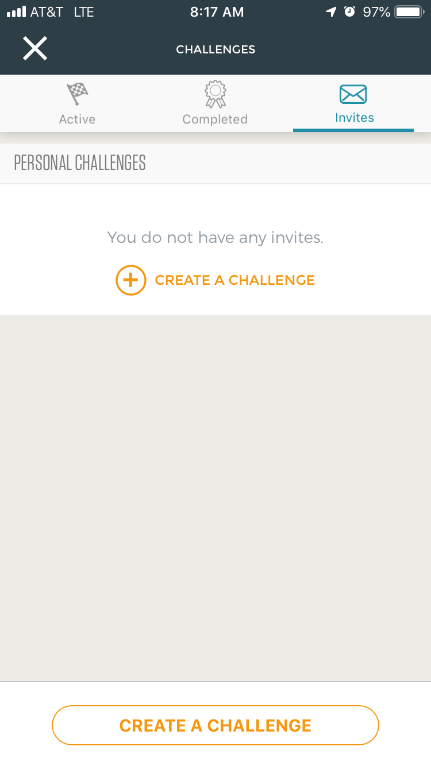 AT&T LTE 8:17 AM 97%
CHALLENGES
Active Completed Invites
PERSONAL CHALLENGES
You do not have any invites.
CREATE A CHALLENGE
CREATE A CHALLENGE